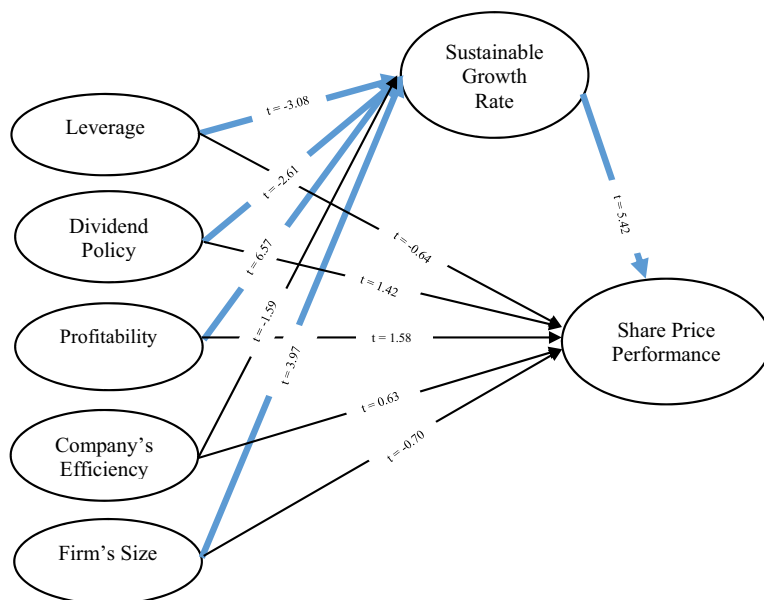 Sustainable
Growth
Rate
Leverage
t = -3.08
Dividend
Policy
t = -2.61
t = 5.42
t = -0.64
t = 6.57
t = 1.42
Profitability
t = -1.59
t = 1.58
t = 3.97
Share Price
Performance
Company’s
Efficiency
t = 0.63
t = -0.70
Firm’s Size